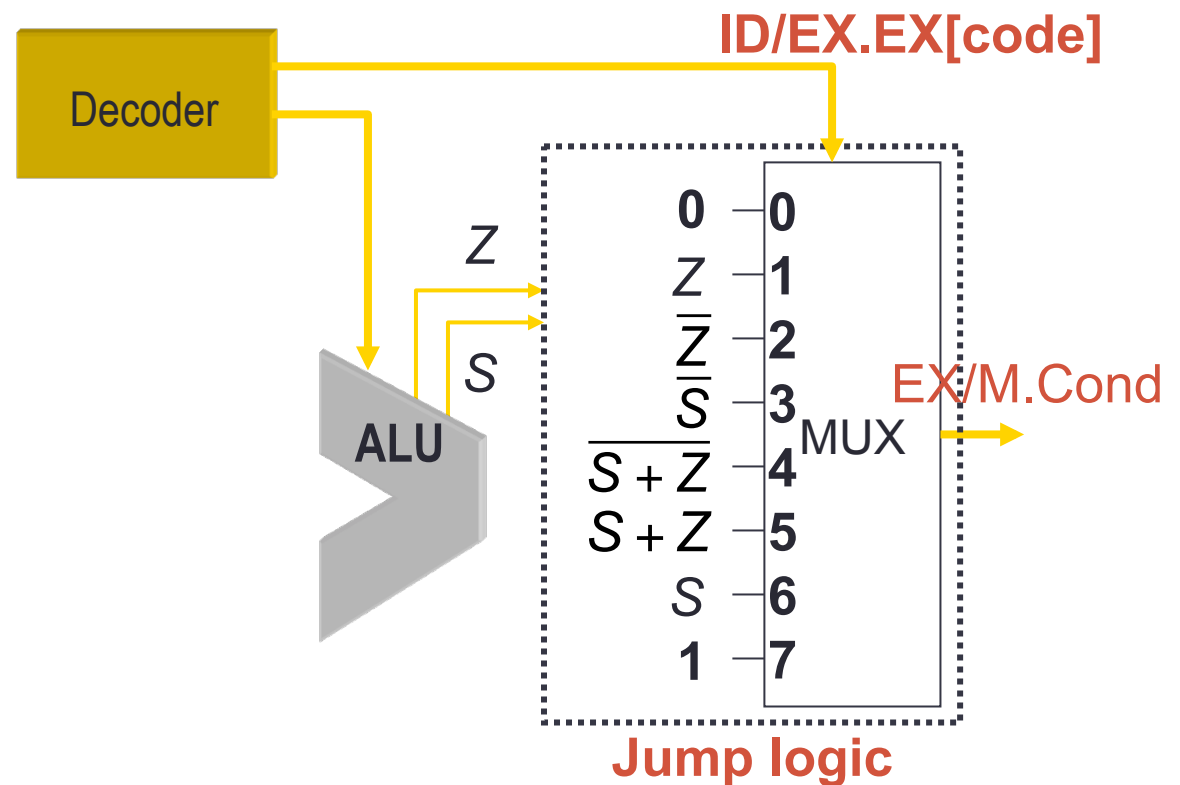 ID/EX.EX[code]
Decoder
Z
S
ALU
0 0
Z 1
Z̅ 2
S̅ 3
S̅ ̅+̅ ̅Z̅ 4
S + Z 5
S 6
1 7
MUX
EX/M.Cond
Jump logic